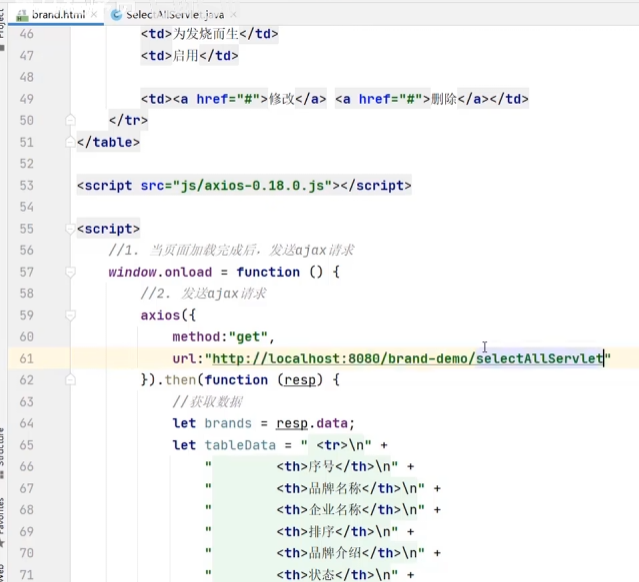 Project
brand.html × SelectAllServlet.java ×
46 <td>为发烧而生</td>
47 <td>启用</td>
48
49 <td><a href="#">修改</a> <a href="#">删除</a></td>
50 </tr>
51 </table>
52
53 <script src="js/axios-0.18.0.js"></script>
54
55 <script>
56 //1. 当页面加载完成后，发送ajax请求
57 window.onload = function () {
58 //2. 发送ajax请求
59 axios({
60 method:"get",
61 url:"http://localhost:8080/brand-demo/selectAllServlet"
62 }).then(function (resp) {
63 //获取数据
64 let brands = resp.data;
65 let tableData = " <tr>\n" +
66 " <th>序号</th>\n" +
67 " <th>品牌名称</th>\n" +
68 " <th>企业名称</th>\n" +
69 " <th>排序</th>\n" +
70 " <th>品牌介绍</th>\n" +
71 " <th>状态</th>\n" +
Structure
Favorites
Web